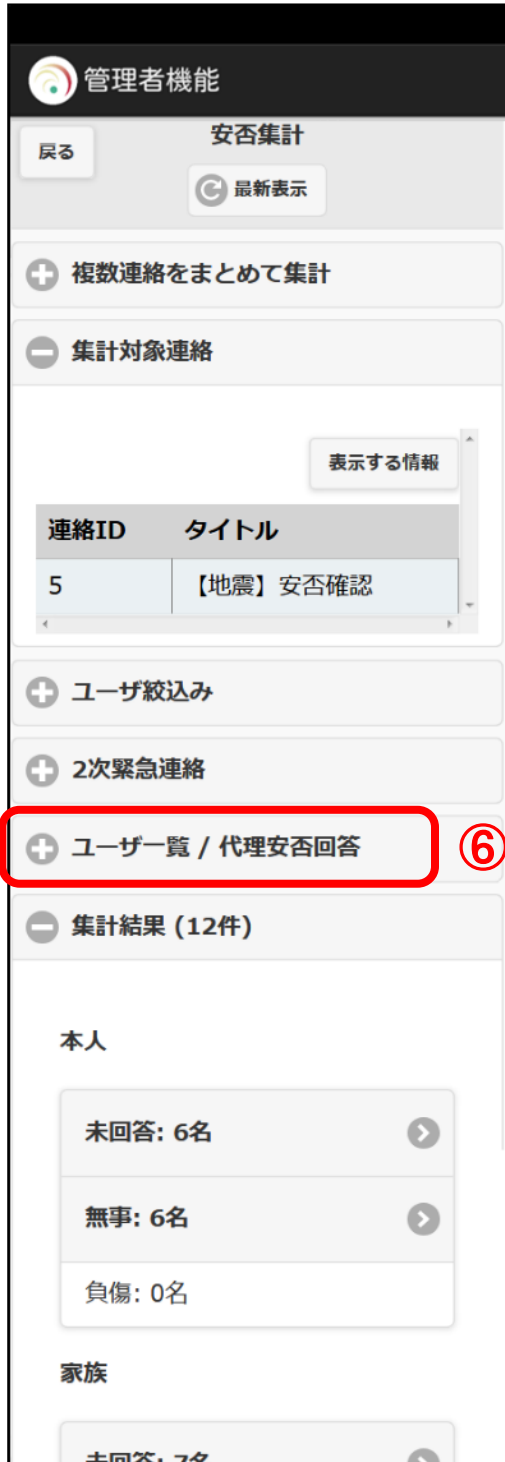 管理者機能
戻る
安否集計
最新表示
複数連絡をまとめて集計
集計対象連絡
表示する情報
連絡ID タイトル
5 【地震】安否確認
ユーザ絞込み
2次緊急連絡
ユーザ一覧 / 代理安否回答
⑥
集計結果 (12件)
本人
未回答: 6名
無事: 6名
負傷: 0名
家族
未回答: 7名